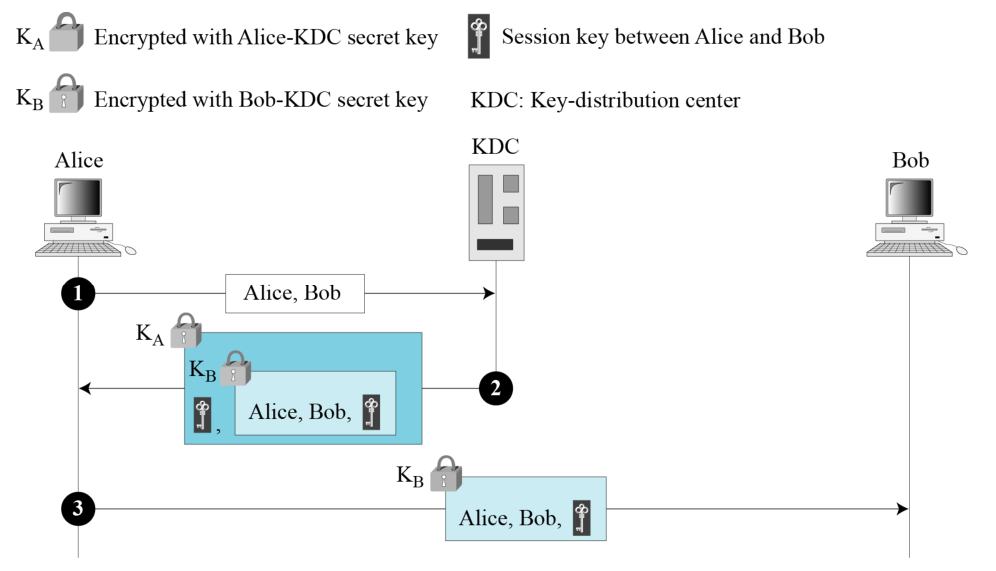 K_A Encrypted with Alice-KDC secret key
Session key between Alice and Bob
K_B Encrypted with Bob-KDC secret key
KDC: Key-distribution center
Alice
KDC
Bob
1
Alice, Bob
K_A
K_B
2
Alice, Bob,
,
K_B
3
Alice, Bob,